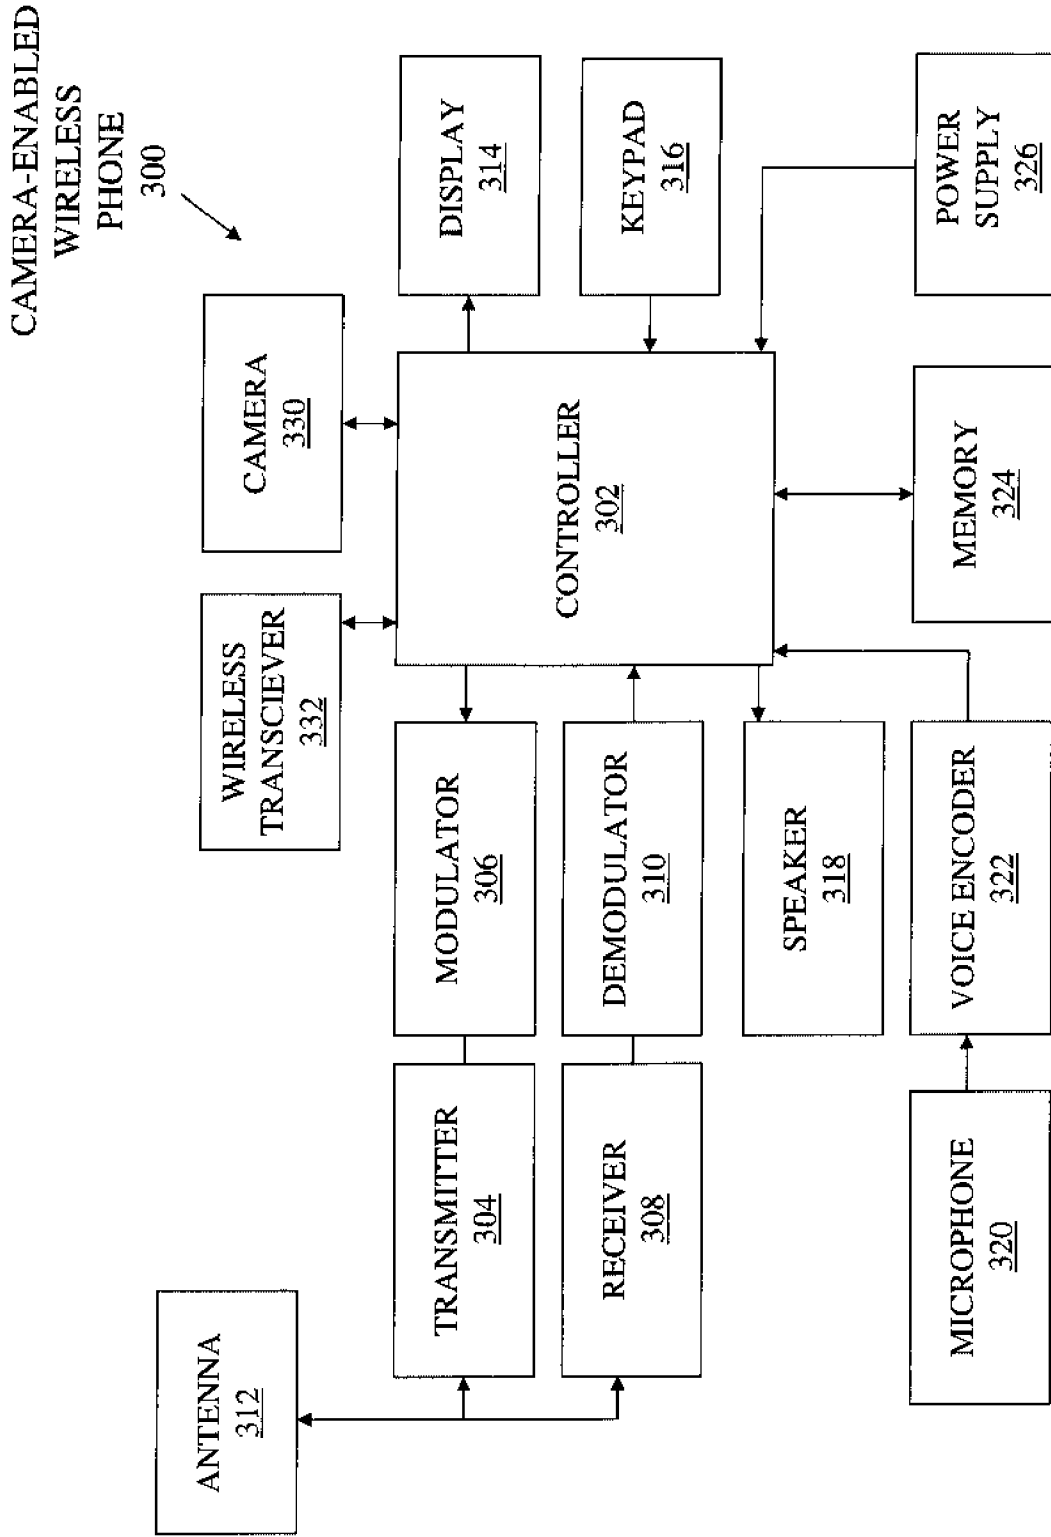 CAMERA-ENABLED
WIRELESS
PHONE
300
ANTENNA
312
WIRELESS
TRANSCIEVER
332
CAMERA
330
TRANSMITTER
304
MODULATOR
306
DISPLAY
314
RECEIVER
308
DEMODULATOR
310
CONTROLLER
302
KEYPAD
316
SPEAKER
318
MICROPHONE
320
VOICE ENCODER
322
MEMORY
324
POWER
SUPPLY
326